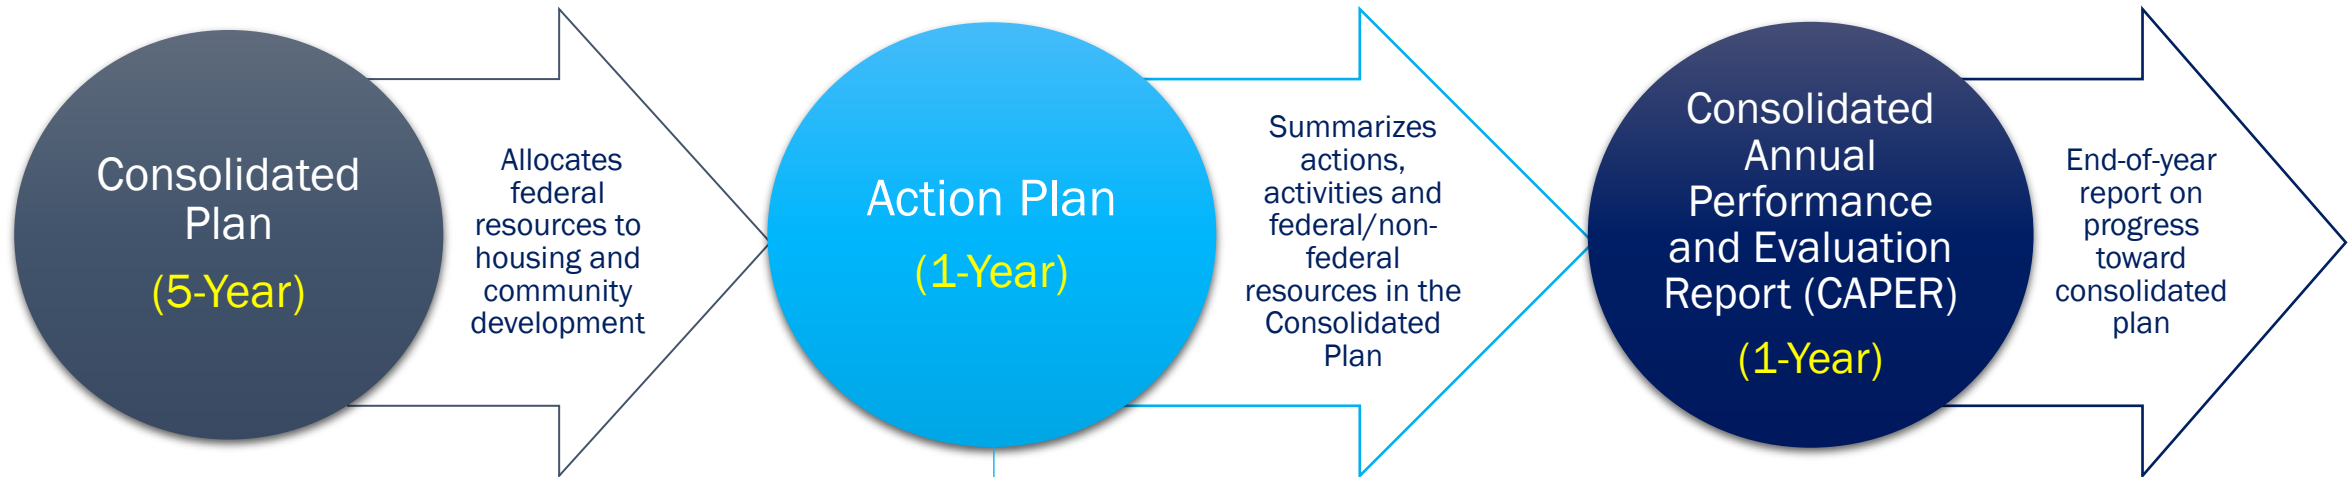 Consolidated
Plan
(5-Year)
Allocates
federal
resources to
housing and
community
development
Action Plan
(1-Year)
Summarizes
actions,
activities and
federal/non-
federal
resources in the
Consolidated
Plan
Consolidated
Annual
Performance
and Evaluation
Report (CAPER)
(1-Year)
End-of-year
report on
progress
toward
consolidated
plan